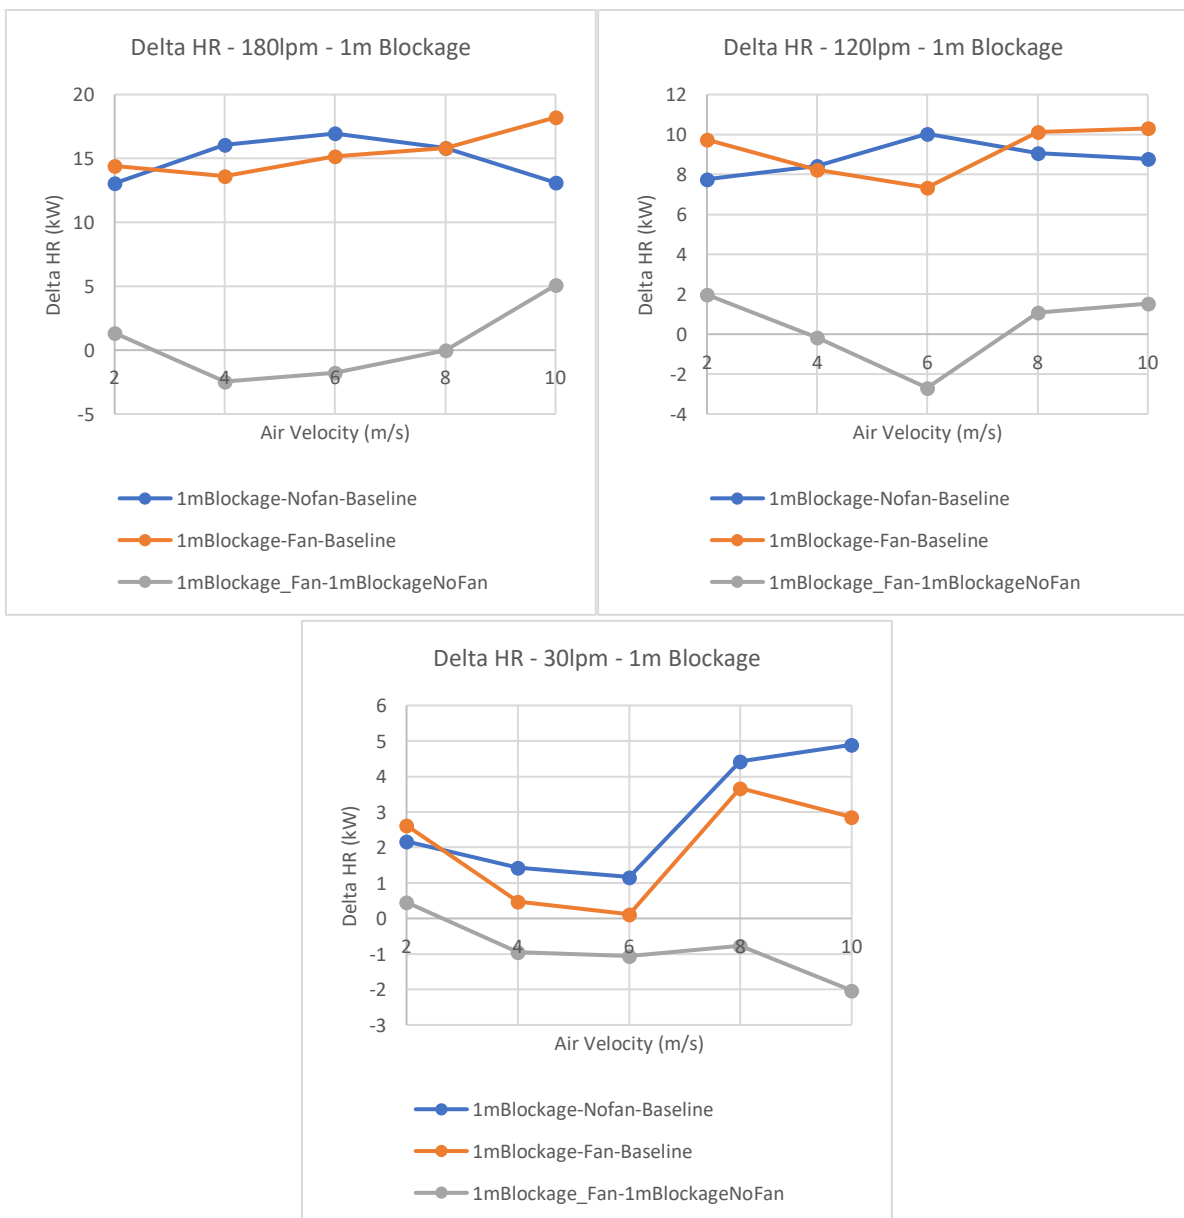 Delta HR - 180lpm - 1m Blockage
20
15
10
5
0
-5
2
4
6
8
10
Delta HR (kW)
Air Velocity (m/s)
1mBlockage-Nofan-Baseline
1mBlockage-Fan-Baseline
1mBlockage_Fan-1mBlockageNoFan
Delta HR - 120lpm - 1m Blockage
12
10
8
6
4
2
0
-2
-4
2
4
6
8
10
Delta HR (kW)
Air Velocity (m/s)
1mBlockage-Nofan-Baseline
1mBlockage-Fan-Baseline
1mBlockage_Fan-1mBlockageNoFan
Delta HR - 30lpm - 1m Blockage
6
5
4
3
2
1
0
-1
-2
-3
2
4
6
8
10
Delta HR (kW)
Air Velocity (m/s)
1mBlockage-Nofan-Baseline
1mBlockage-Fan-Baseline
1mBlockage_Fan-1mBlockageNoFan